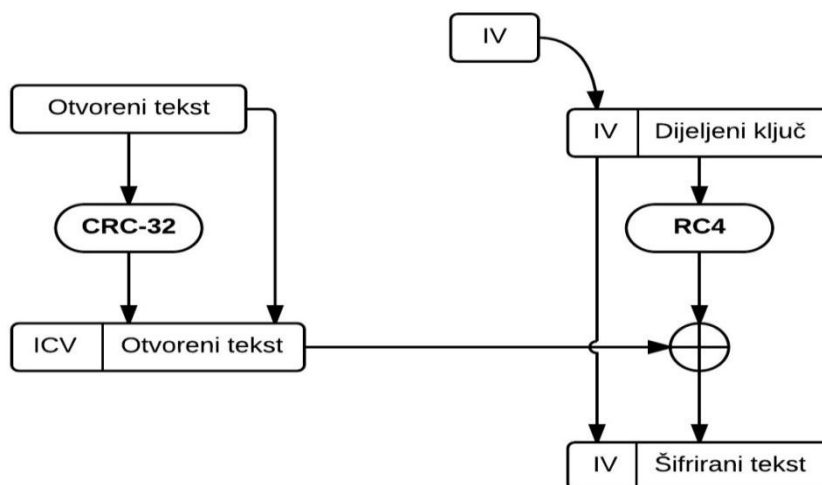 IV
Otvoreni tekst
IV Dijeljeni ključ
CRC-32
RC4
ICV Otvoreni tekst
IV Šifrirani tekst